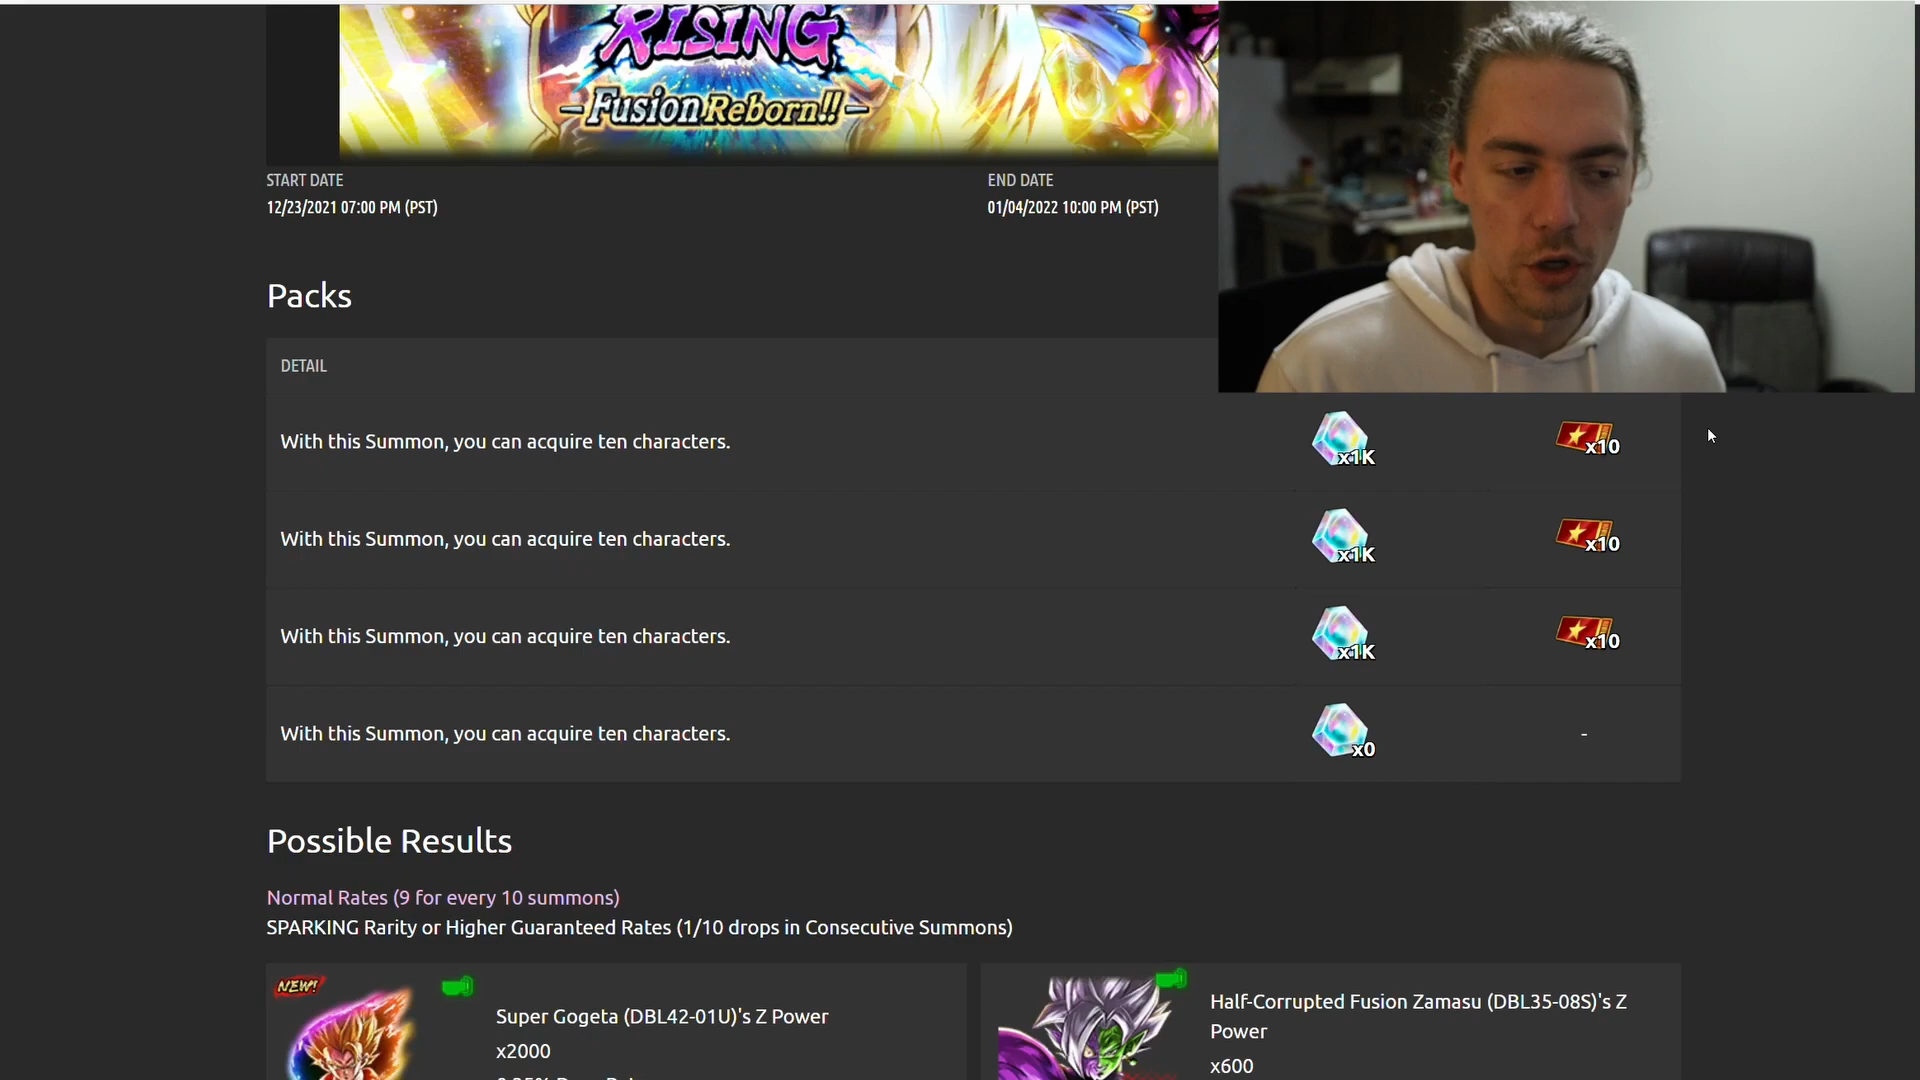 RISING
-Fusion Reborn!!-
START DATE
END DATE
12/23/2021 07:00 PM (PST)
01/04/2022 10:00 PM (PST)
Packs
DETAIL
With this Summon, you can acquire ten characters.
x1K
x10
With this Summon, you can acquire ten characters.
x1K
x10
With this Summon, you can acquire ten characters.
x1K
x10
With this Summon, you can acquire ten characters.
x0
-
Possible Results
Normal Rates (9 for every 10 summons)
SPARKING Rarity or Higher Guaranteed Rates (1/10 drops in Consecutive Summons)
NEW!
Super Gogeta (DBL42-01U)'s Z Power
x2000
Half-Corrupted Fusion Zamasu (DBL35-08S)'s Z
Power
x600